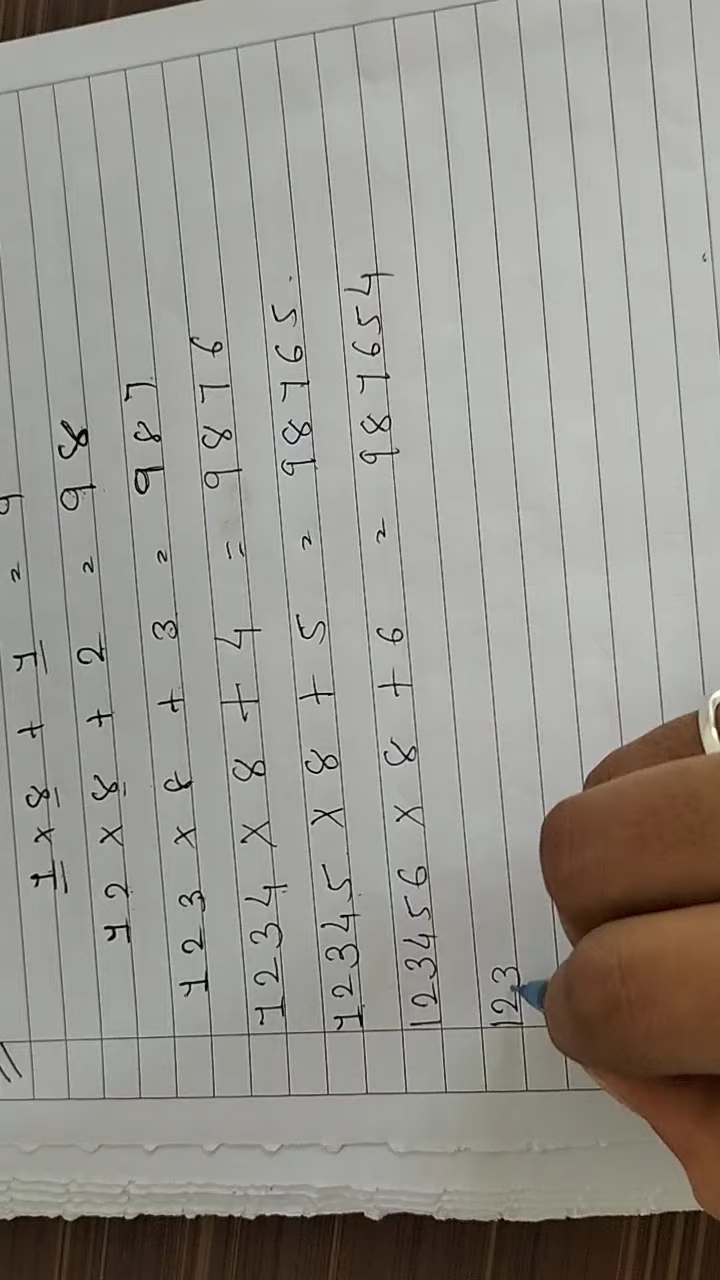 1 x 8 + 1 = 9
12 x 8 + 2 = 98
123 x 8 + 3 = 987
1234 x 8 + 4 = 9876
12345 x 8 + 5 = 98765.
123456 x 8 + 6 = 987654
123